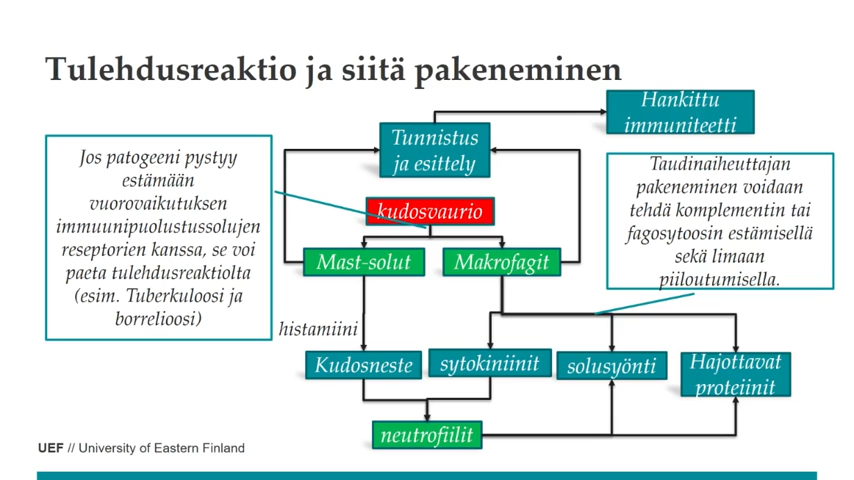 Tulehdusreaktio ja siitä pakeneminen
Hankittu
immuniteetti
Tunnistus
ja esittely
Jos patogeeni pystyy
estämään
vuorovaikutuksen
immuunipuolustussolujen
reseptorien kanssa, se voi
paeta tulehdusreaktiolta
(esim. Tuberkuloosi ja
borrelioosi)
Taudinaiheuttajan
pakeneminen voidaan
tehdä komplementin tai
fagosytoosin estämisellä
sekä limaan
piiloutumisella.
kudosvaurio
Mast-solut
Makrofagit
histamiini
Kudosneste
sytokiniinit
solusyönti
Hajottavat
proteiinit
neutrofiilit
UEF // University of Eastern Finland